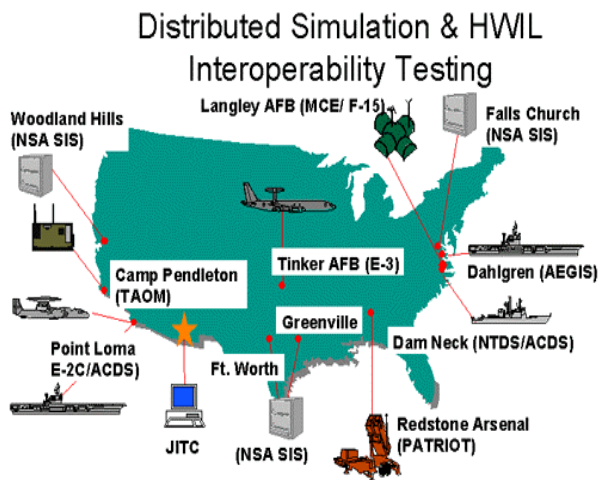 Distributed Simulation & HWIL
Interoperability Testing
Langley AFB (MCE/ F-15)
Woodland Hills
(NSA SIS)
Falls Church
(NSA SIS)
Camp Pendleton
(TAOM)
Tinker AFB (E-3)
Dahlgren (AEGIS)
Greenville
Point Loma
E-2C/ACDS
Ft. Worth
Dam Neck (NTDS/ACDS)
JITC
(NSA SIS)
Redstone Arsenal
(PATRIOT)